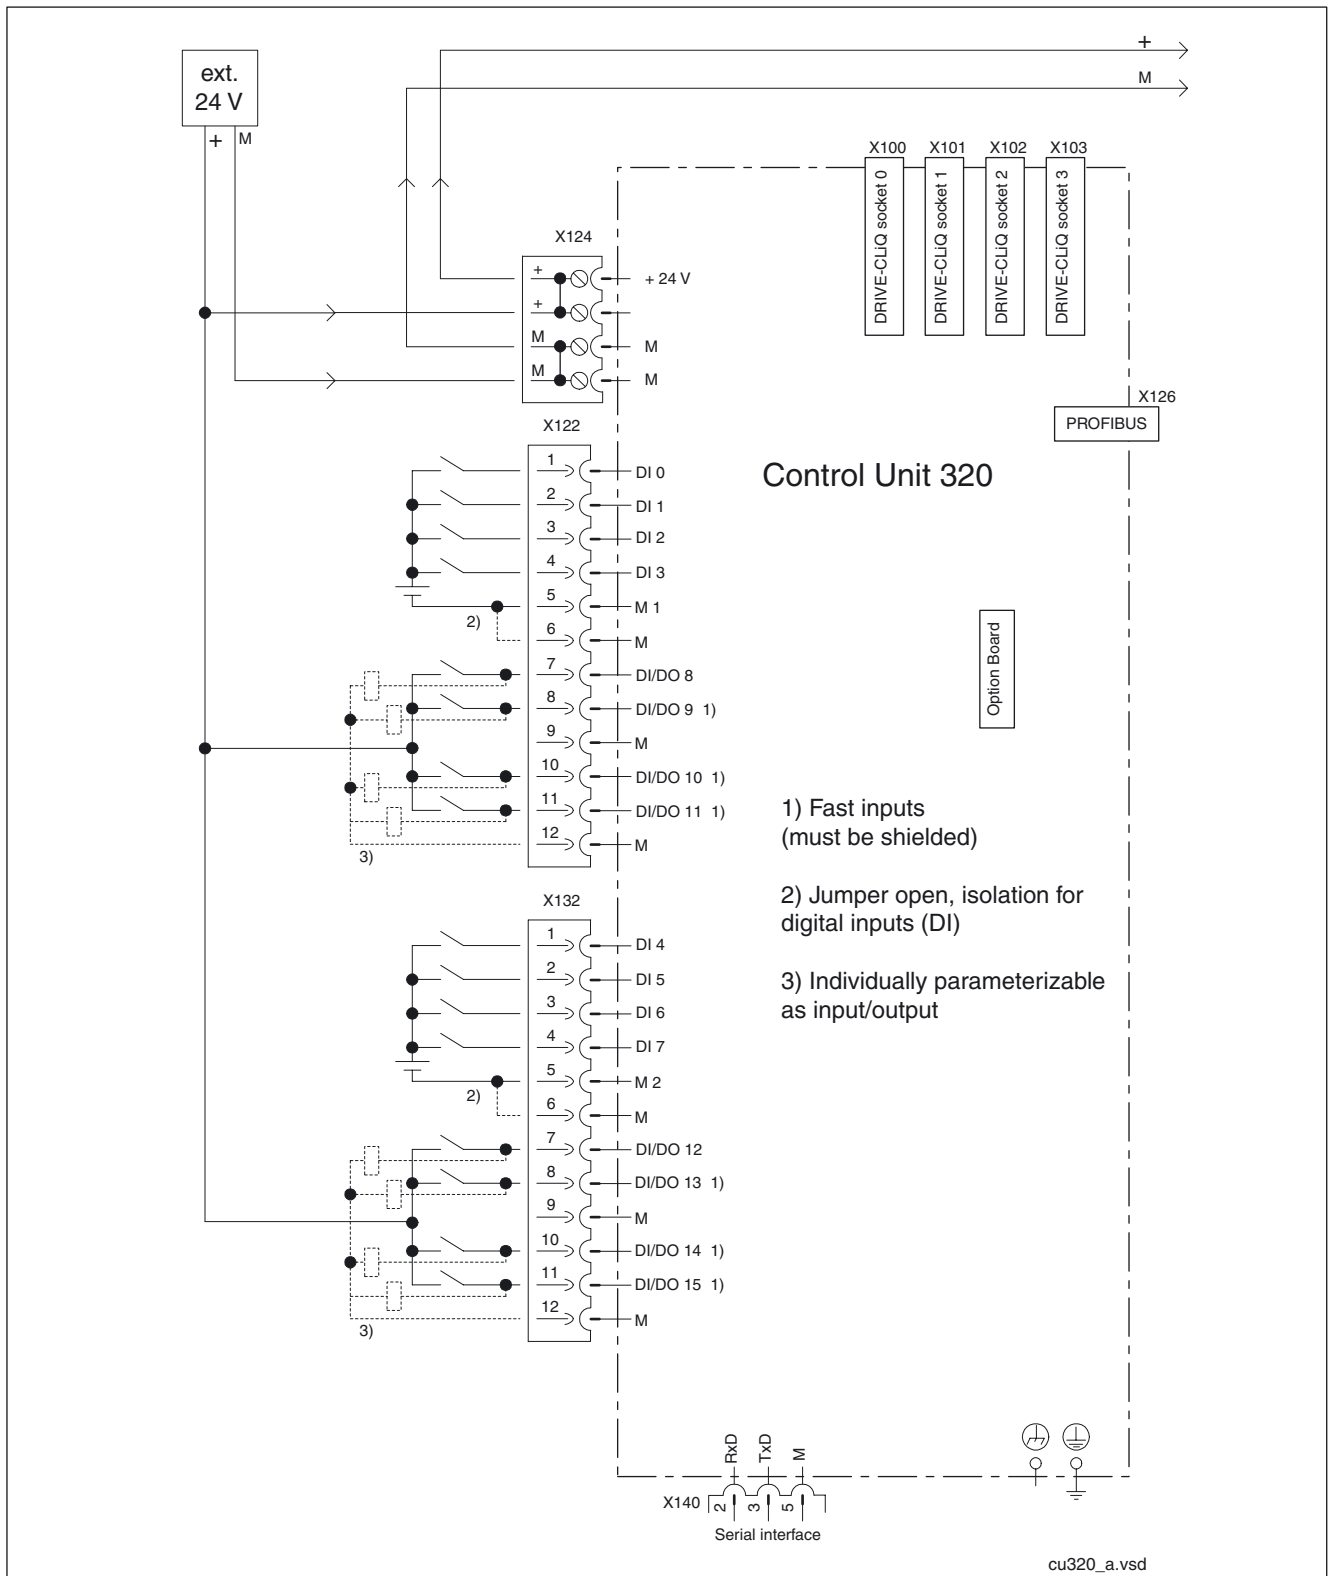 +
M
ext.
24 V
+ M
X100 X101 X102 X103
DRIVE-CLiQ socket 0
DRIVE-CLiQ socket 1
DRIVE-CLiQ socket 2
DRIVE-CLiQ socket 3
X124
+ + 24 V
+
M M
M M
X126
PROFIBUS
Control Unit 320
X122
1 DI 0
2 DI 1
3 DI 2
4 DI 3
5 M 1
2)
6 M
7 DI/DO 8
8 DI/DO 9 1)
9 M
10 DI/DO 10 1)
11 DI/DO 11 1)
12 M
3)
Option Board
1) Fast inputs
(must be shielded)
2) Jumper open, isolation for
digital inputs (DI)
3) Individually parameterizable
as input/output
X132
1 DI 4
2 DI 5
3 DI 6
4 DI 7
5 M 2
2)
6 M
7 DI/DO 12
8 DI/DO 13 1)
9 M
10 DI/DO 14 1)
11 DI/DO 15 1)
12 M
3)
RxD TxD M
X140 2 3 5
Serial interface
cu320_a.vsd